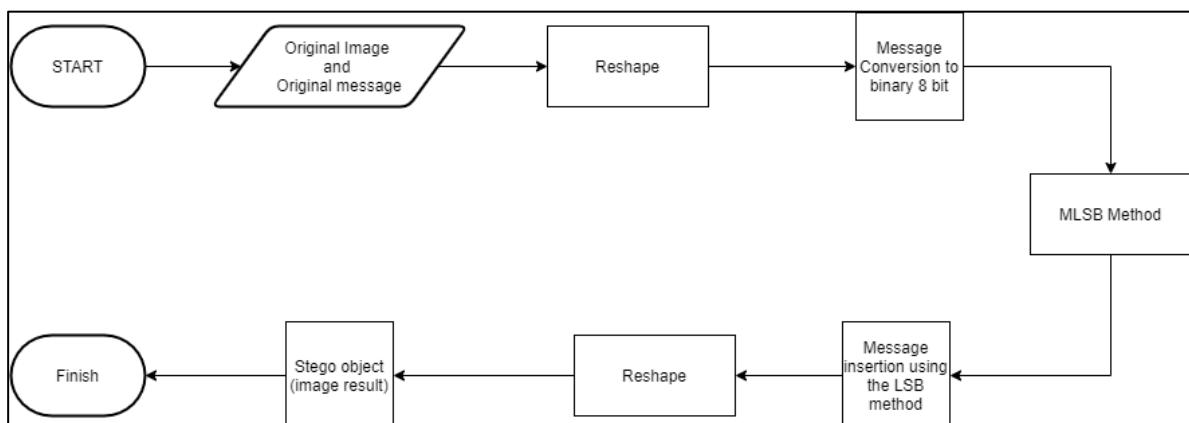 START
Original Image
and
Original message
Reshape
Message
Conversion to
binary 8 bit
MLSB Method
Message
insertion using
the LSB
method
Reshape
Stego object
(image result)
Finish